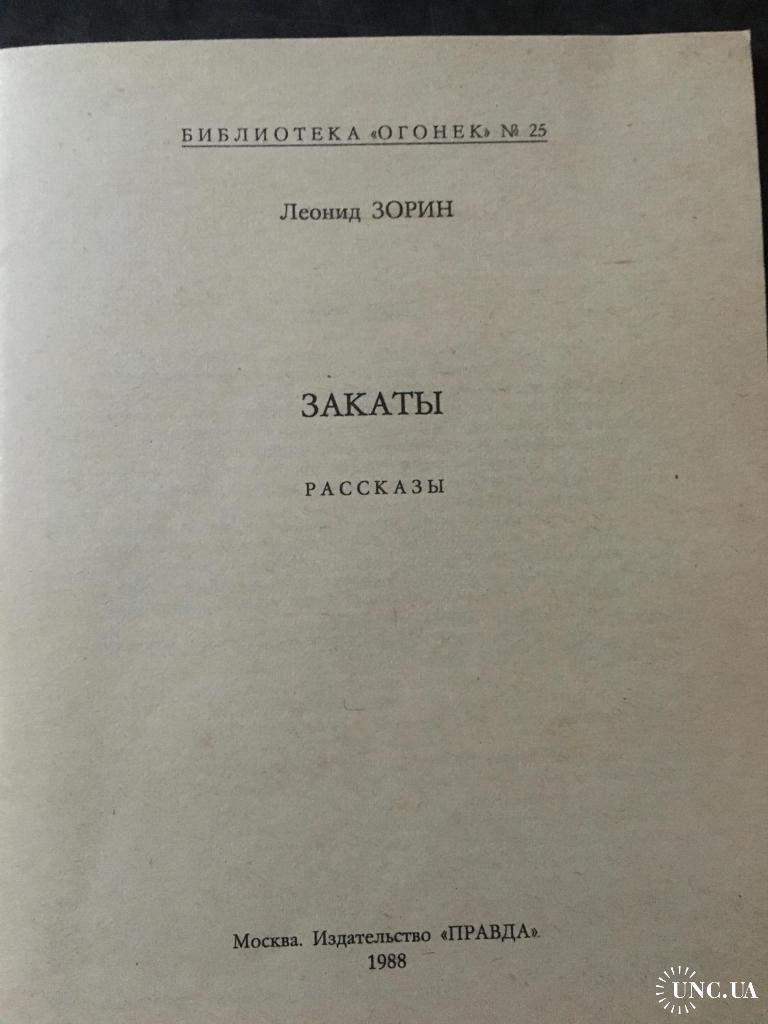 БИБЛИОТЕКА «ОГОНЕК» № 25
Леонид ЗОРИН
ЗАКАТЫ
РАССКАЗЫ
Москва. Издательство «ПРАВДА».
1988
UNC.UA